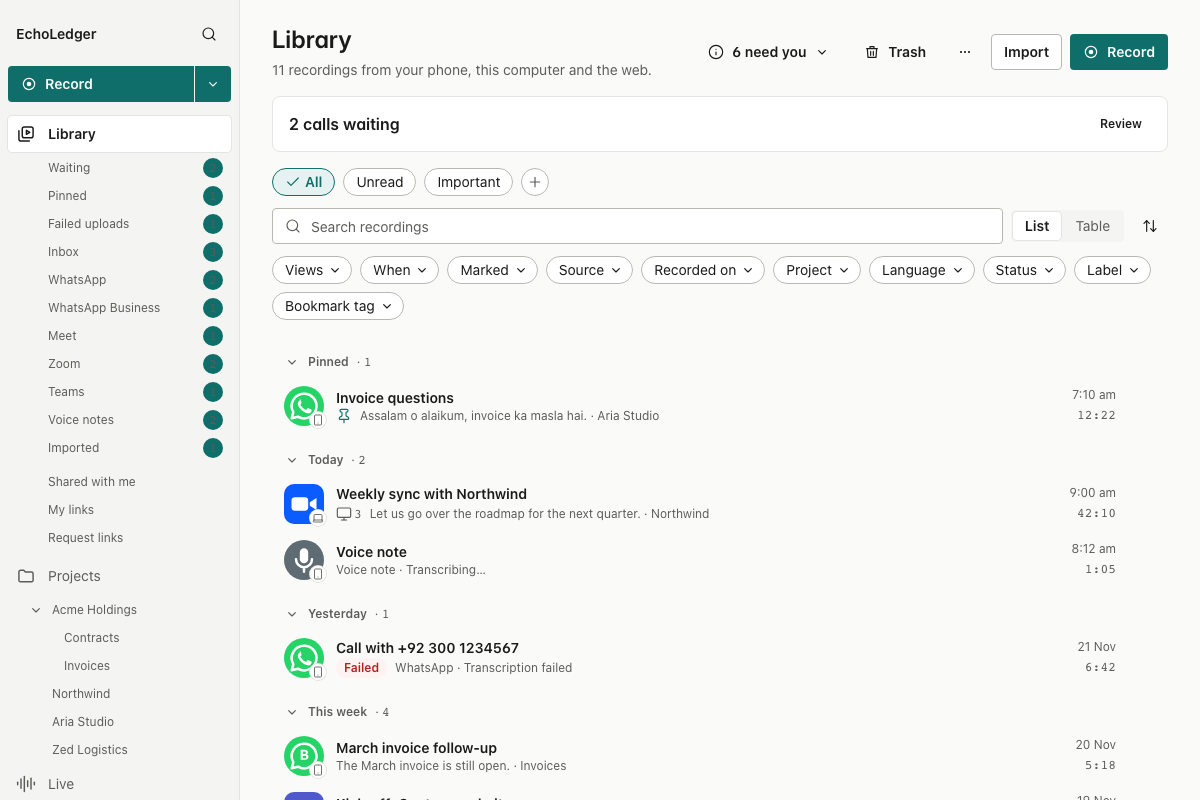 EchoLedger
Record
Library
Waiting
Pinned
Failed uploads
Inbox
WhatsApp
WhatsApp Business
Meet
Zoom
Teams
Voice notes
Imported
Shared with me
My links
Request links
Projects
Acme Holdings
Contracts
Invoices
Northwind
Aria Studio
Zed Logistics
Live
Library
11 recordings from your phone, this computer and the web.
6 need you
Trash
Import
Record
2 calls waiting
Review
All
Unread
Important
Search recordings
List
Table
Views
When
Marked
Source
Recorded on
Project
Language
Status
Label
Bookmark tag
Pinned · 1
Invoice questions
7:10 am
Assalam o alaikum, invoice ka masla hai. · Aria Studio
12:22
Today · 2
Weekly sync with Northwind
9:00 am
3 Let us go over the roadmap for the next quarter. · Northwind
42:10
Voice note
8:12 am
Voice note · Transcribing…
1:05
Yesterday · 1
Call with +92 300 1234567
21 Nov
Failed WhatsApp · Transcription failed
6:42
This week · 4
March invoice follow-up
20 Nov
The March invoice is still open. · Invoices
5:18